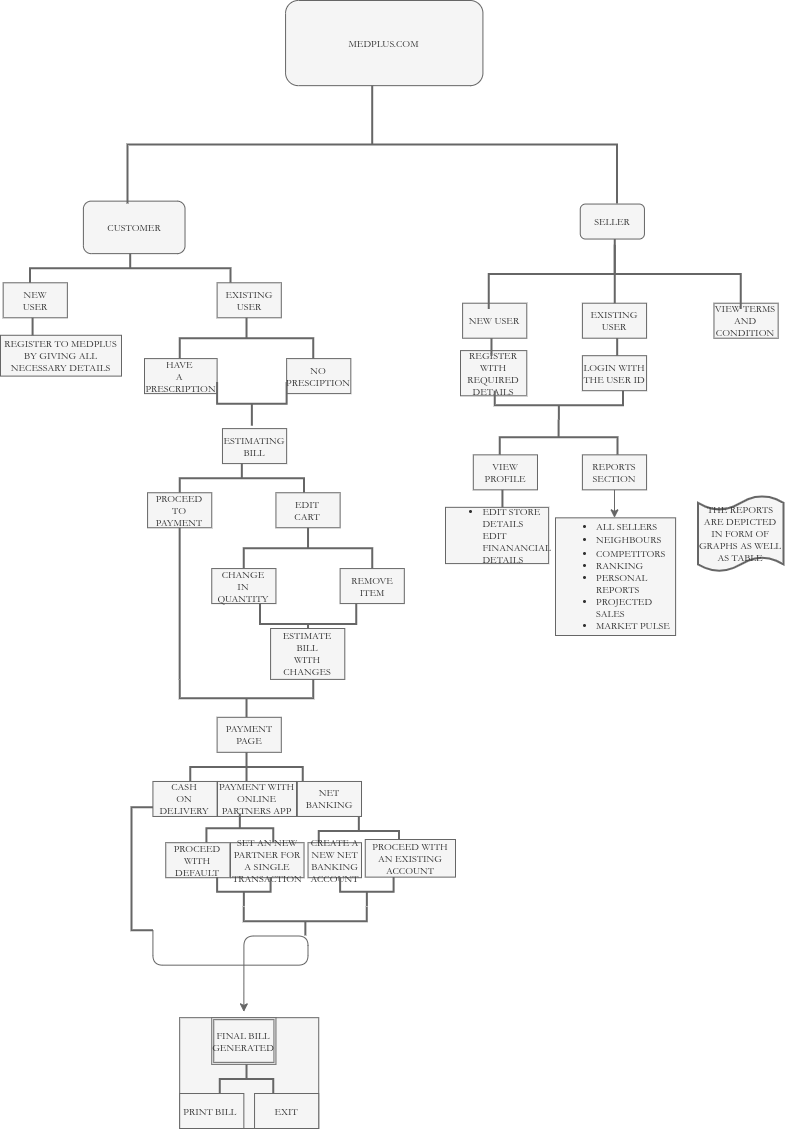 MEDPLUS.COM
CUSTOMER
SELLER
NEW
USER
EXISTING
USER
NEW USER
EXISTING
USER
VIEW TERMS
AND
CONDITION
REGISTER TO MEDPLUS
BY GIVING ALL
NECESSARY DETAILS
HAVE
A
PRESCRIPTION
NO
PRESCIPTION
REGISTER
WITH
REQUIRED
DETAILS
LOGIN WITH
THE USER ID
ESTIMATING
BILL
VIEW
PROFILE
REPORTS
SECTION
PROCEED
TO
PAYMENT
EDIT
CART
• EDIT STORE
DETAILS
EDIT
FINANANCIAL
DETAILS
• ALL SELLERS
• NEIGHBOURS
• COMPETITORS
• RANKING
• PERSONAL
REPORTS
• PROJECTED
SALES
• MARKET PULSE
THE REPORTS
ARE DEPICTED
IN FORM OF
GRAPHS AS WELL
AS TABLE
CHANGE
IN
QUANTITY
REMOVE
ITEM
ESTIMATE
BILL
WITH
CHANGES
PAYMENT
PAGE
CASH
ON
DELIVERY
PAYMENT WITH
ONLINE
PARTNERS APP
NET
BANKING
PROCEED
WITH
DEFAULT
SET AN NEW
PARTNER FOR
A SINGLE
TRANSACTION
CREATE A
NEW NET
BANKING
ACCOUNT
PROCEED WITH
AN EXISTING
ACCOUNT
FINAL BILL
GENERATED
PRINT BILL
EXIT